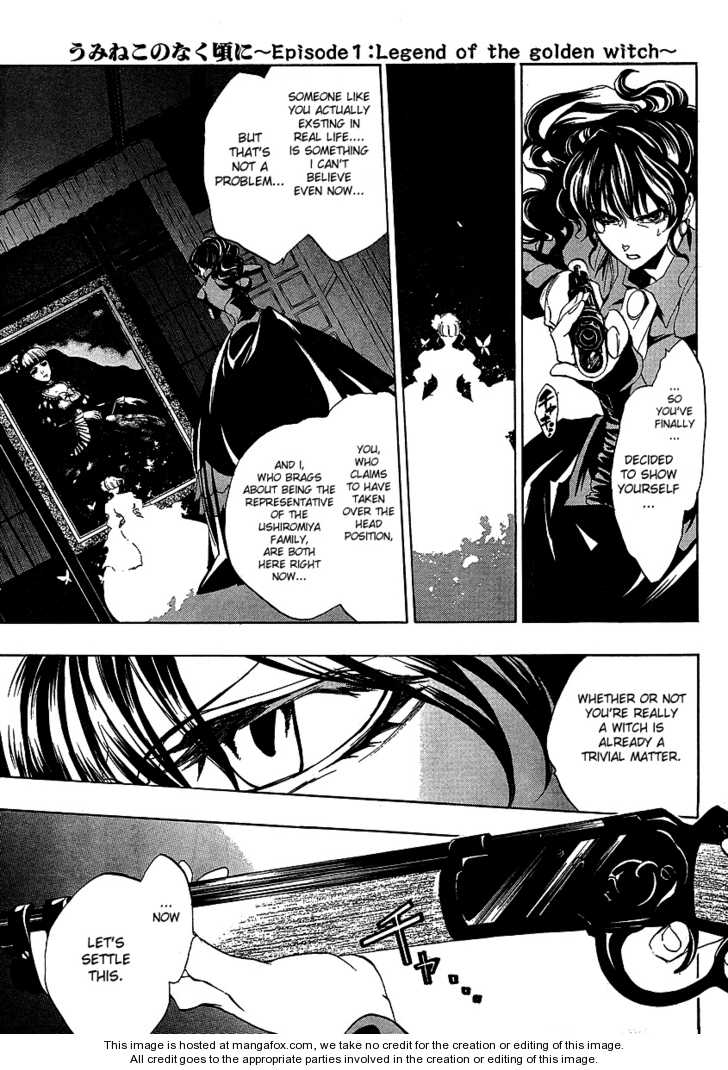 うみねこのなく頃に～Episode1:Legend of the golden witch～
...
SO
YOU'VE
FINALLY
...
DECIDED
TO SHOW
YOURSELF
...
チャキッ
SOMEONE LIKE
YOU ACTUALLY
EXSTING IN
REAL LIFE....
IS SOMETHING
I CAN'T
BELIEVE
EVEN NOW...
BUT
THAT'S
NOT A
PROBLEM...
YOU,
WHO
CLAIMS
TO HAVE
TAKEN
OVER THE
HEAD
POSITION,
AND I,
WHO BRAGS
ABOUT BEING THE
REPRESENTATIVE
OF THE
USHIROMIYA
FAMILY,
ARE BOTH
HERE RIGHT
NOW...
WHETHER OR NOT
YOU'RE REALLY
A WITCH IS
ALREADY A
TRIVIAL MATTER.
...
NOW
LET'S
SETTLE
THIS.
チャ...
This image is hosted at mangafox.com, we take no credit for the creation or editing of this image.
All credit goes to the appropriate parties involved in the creation or editing of this image.